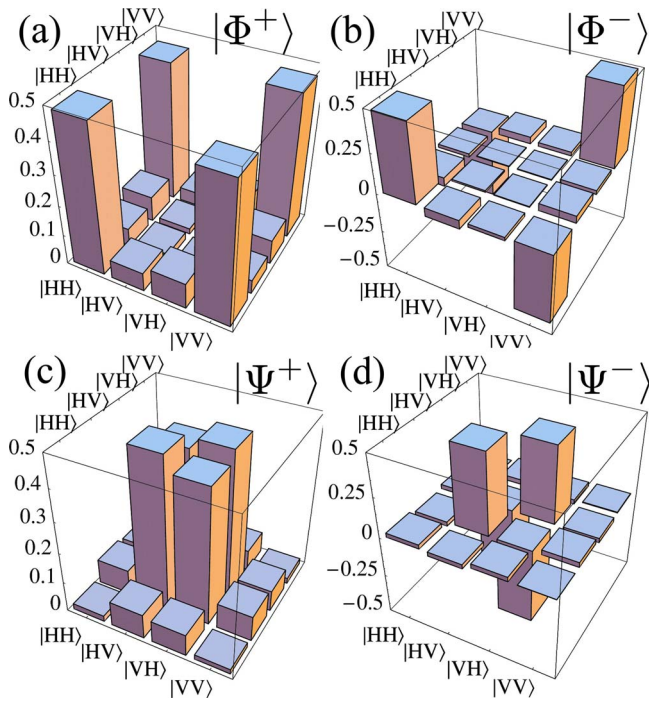 (a) |Φ⁺⟩
|VV⟩
|VH⟩
|HV⟩
|HH⟩
0.5
0.4
0.3
0.2
0.1
0
|HH⟩
|HV⟩
|VH⟩
|VV⟩
(b) |Φ⁻⟩
|VV⟩
|VH⟩
|HV⟩
|HH⟩
0.5
0.25
0
−0.25
−0.5
|HH⟩
|HV⟩
|VH⟩
|VV⟩
(c) |Ψ⁺⟩
|VV⟩
|VH⟩
|HV⟩
|HH⟩
0.5
0.4
0.3
0.2
0.1
0
|HH⟩
|HV⟩
|VH⟩
|VV⟩
(d) |Ψ⁻⟩
|VV⟩
|VH⟩
|HV⟩
|HH⟩
0.5
0.25
0
−0.25
−0.5
|HH⟩
|HV⟩
|VH⟩
|VV⟩